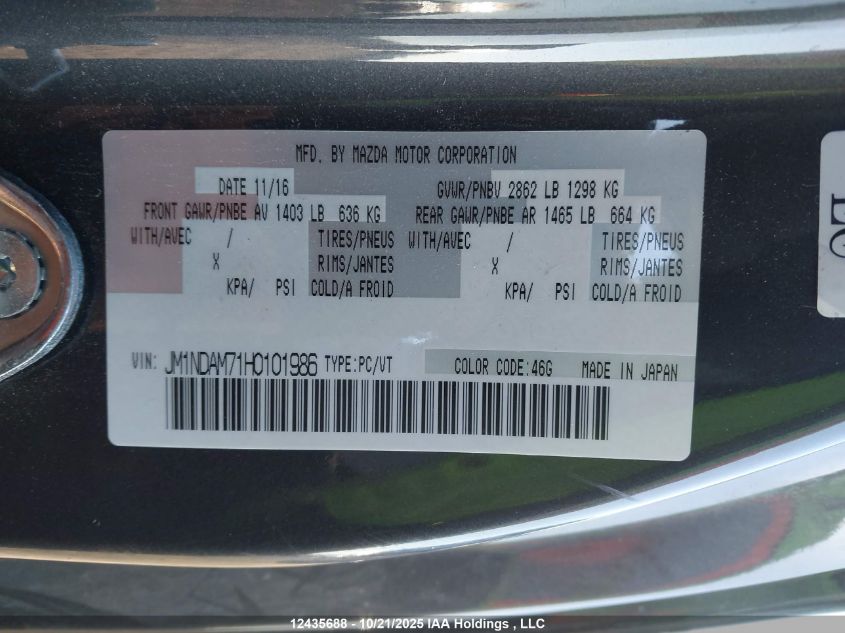 MFD. BY MAZDA MOTOR CORPORATION
DATE 11/16 GVWR/PNBV 2862 LB 1298 KG
FRONT GAWR/PNBE AV 1403 LB 636 KG REAR GAWR/PNBE AR 1465 LB 664 KG
WITH/AVEC / TIRES/PNEUS WITH/AVEC / TIRES/PNEUS
X RIMS/JANTES X RIMS/JANTES
KPA/ PSI COLD/A FROID KPA/ PSI COLD/A FROID
VIN: JM1NDAM71H0101986 TYPE:PC/VT COLOR CODE:46G MADE IN JAPAN
12435688 - 10/21/2025 IAA Holdings , LLC